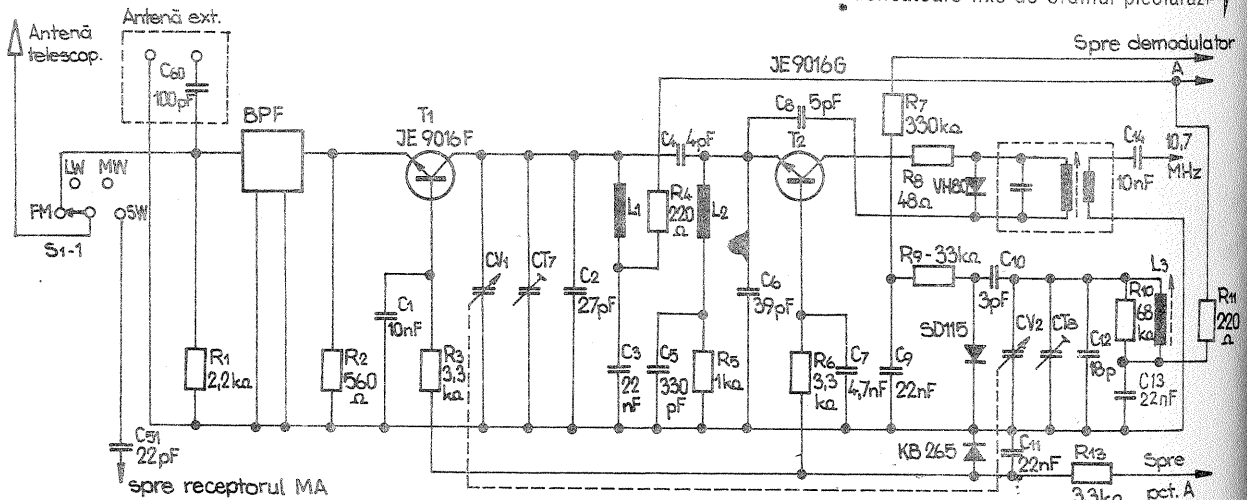 Antenă telescop.
Antenă ext.
C60
100pF
BPF
T1
JE 9016F
JE9016G
Spre demodulator
A
C4
4pF
C8
5pF
T2
R7
330kΩ
C14
10nF
10,7
MHz
LW
MW
FM
SW
S1-1
R8
48Ω
L1
R4
220
Ω
L2
C1
10nF
CV1
CT7
C2
27pF
C6
39pF
R9-33kΩ
C10
3pF
SD115
CV2
CT8
C12
18p
R10
68
kΩ
L3
R11
220
Ω
R1
2,2kΩ
R2
560
Ω
R3
3,3
kΩ
C3
22
nF
C5
330
pF
R5
1kΩ
R6
3,3
kΩ
C7
4,7nF
C9
22nF
C13
22nF
C51
22pF
spre receptorul MA
KB 265
C11
22nF
R13
3,3kΩ
Spre
pct. A